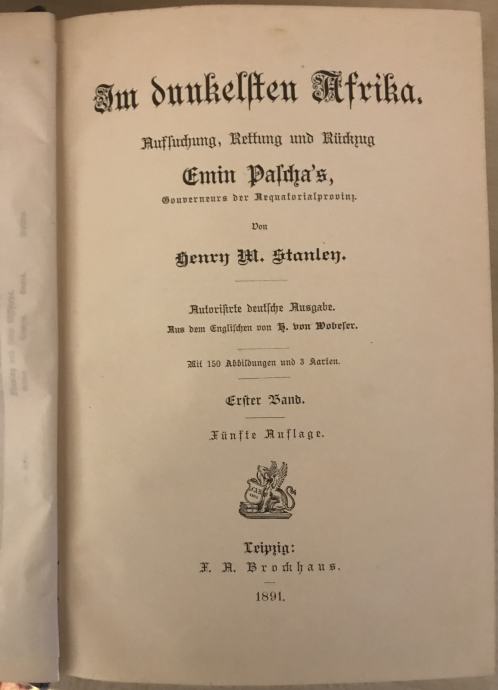 Im dunkelsten Afrika.
Aufsuchung, Rettung und Rückzug
Emin Pascha's,
Gouverneurs der Aequatorialprovinz.
Von
Henry M. Stanley.
Autorisirte deutsche Ausgabe.
Aus dem Englischen von H. von Wobeser.
Mit 150 Abbildungen und 3 Karten.
Erster Band.
Fünfte Auflage.
Leipzig:
F. A. Brockhaus.
1891.